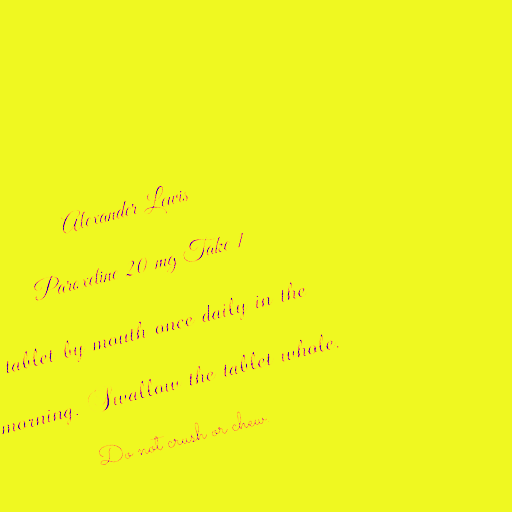 Alexander Lewis
Paroxetine 20 mg Take 1
tablet by mouth once daily in the
morning. Swallow the tablet whole.
Do not crush or chew